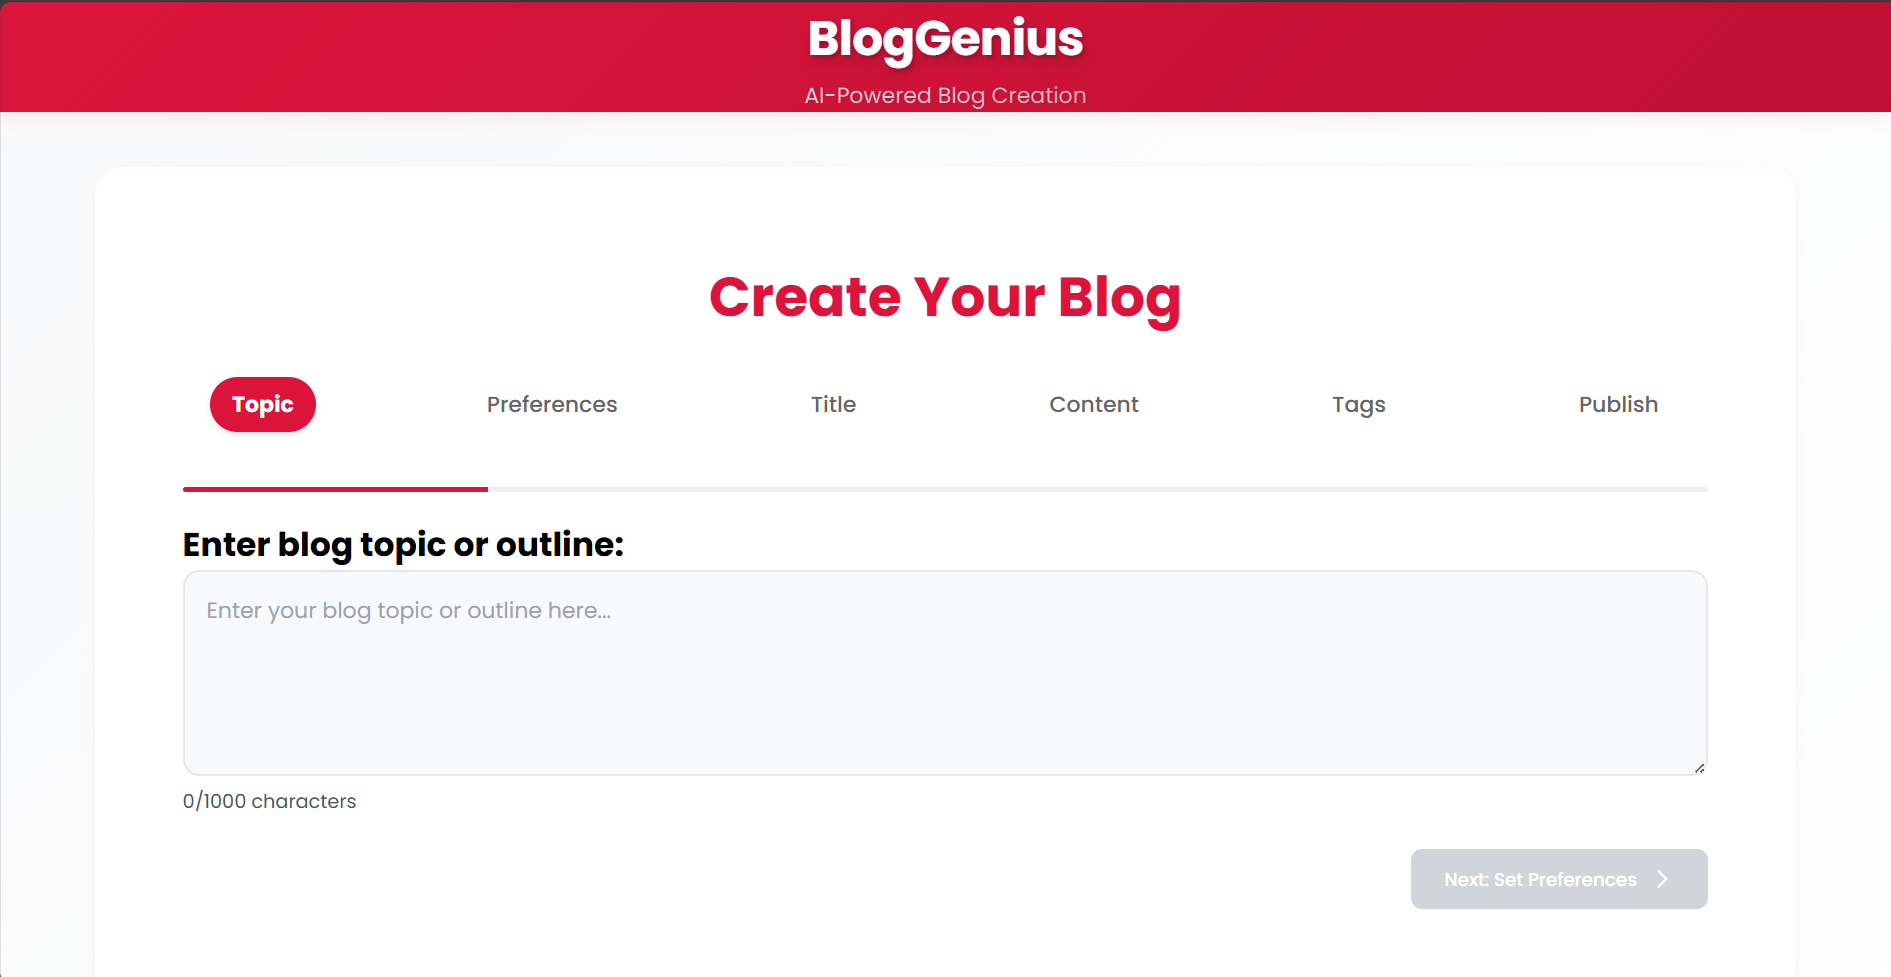 BlogGenius
AI-Powered Blog Creation
Create Your Blog
Topic
Preferences
Title
Content
Tags
Publish
Enter blog topic or outline:
Enter your blog topic or outline here...
0/1000 characters
Next: Set Preferences